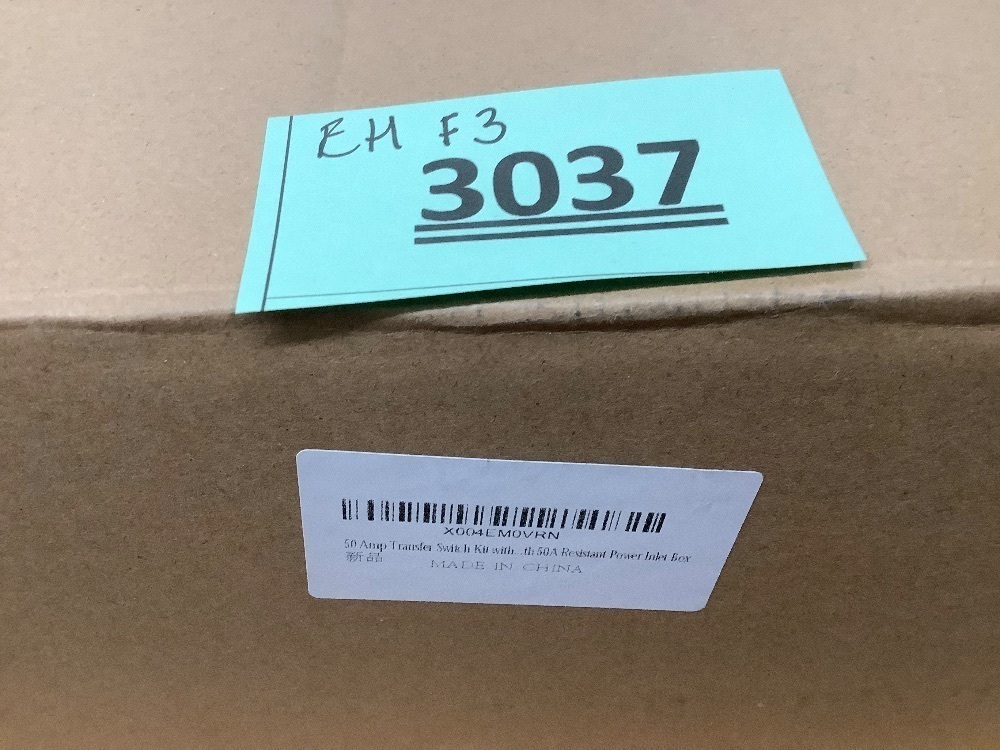 EH F3
3037
X004EM0VRN
50 Amp Transfer Switch Kit with...th 50A Resistant Power Inlet Box
新品
MADE IN CHINA